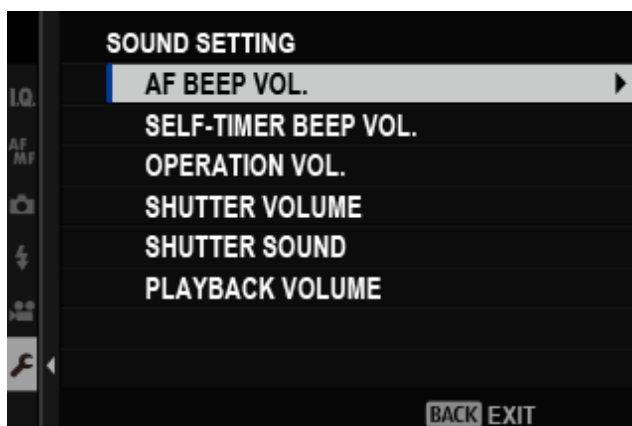 SOUND SETTING
AF BEEP VOL.
SELF-TIMER BEEP VOL.
OPERATION VOL.
SHUTTER VOLUME
SHUTTER SOUND
PLAYBACK VOLUME
I.Q.
AF
MF
BACK EXIT